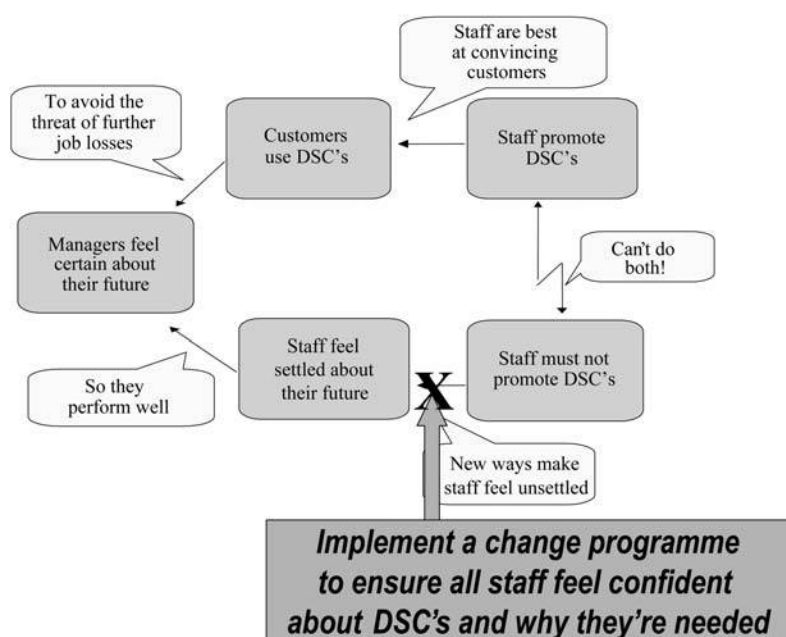 Staff are best
at convincing
customers
To avoid the
threat of further
job losses
Customers
use DSC's
Staff promote
DSC's
Managers feel
certain about
their future
Can't do
both!
Staff feel
settled about
their future
Staff must not
promote DSC's
So they
perform well
X
New ways make
staff feel unsettled
Implement a change programme
to ensure all staff feel confident
about DSC's and why they're needed